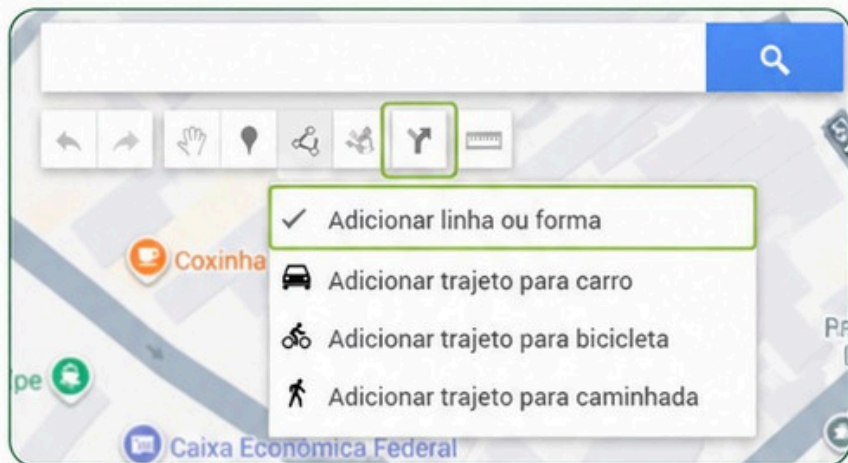 Adicionar linha ou forma
Coxinha
Adicionar trajeto para carro
Adicionar trajeto para bicicleta
pe
Adicionar trajeto para caminhada
Caixa Econômica Federal